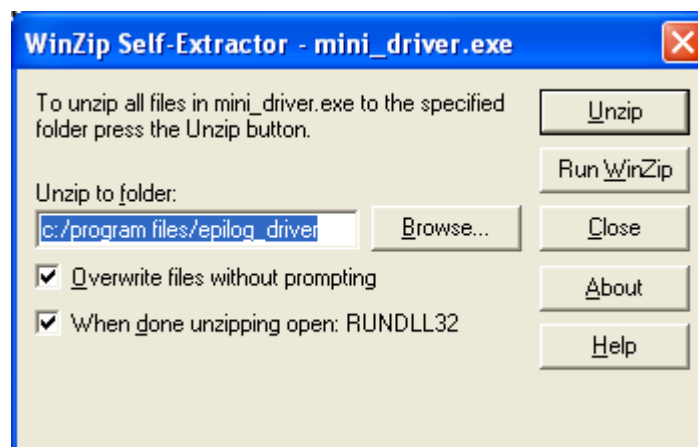 WinZip Self-Extractor - mini_driver.exe
To unzip all files in mini_driver.exe to the specified
folder press the Unzip button.
Unzip
Run WinZip
Unzip to folder:
c:/program files/epilog_driver
Browse...
Close
Overwrite files without prompting
About
When done unzipping open: RUNDLL32
Help